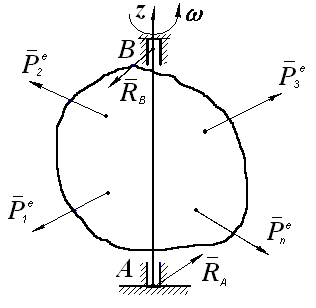 z ω
B
P̅₂ᵉ
R̅_B
P̅₃ᵉ
P̅₁ᵉ
P̅ₙᵉ
A
R̅_A